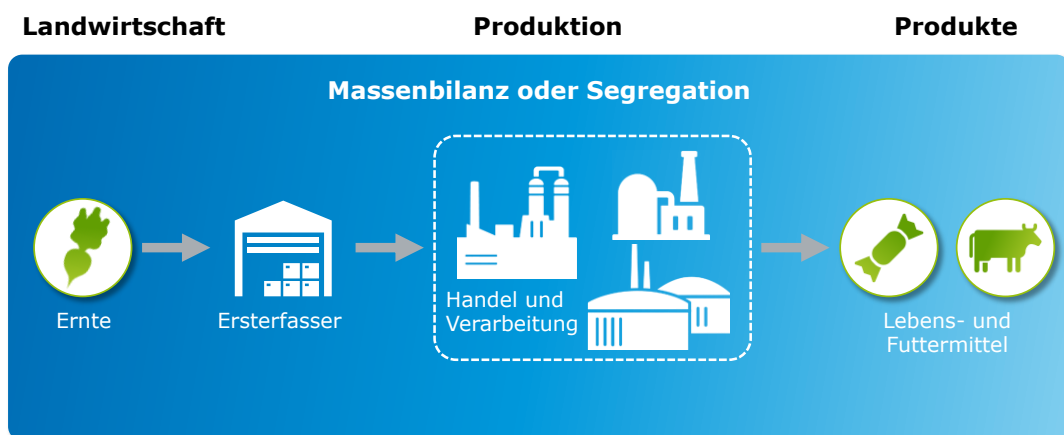 Landwirtschaft
Produktion
Produkte
Massenbilanz oder Segregation
Ernte
Ersterfasser
Handel und
Verarbeitung
Lebens- und
Futtermittel